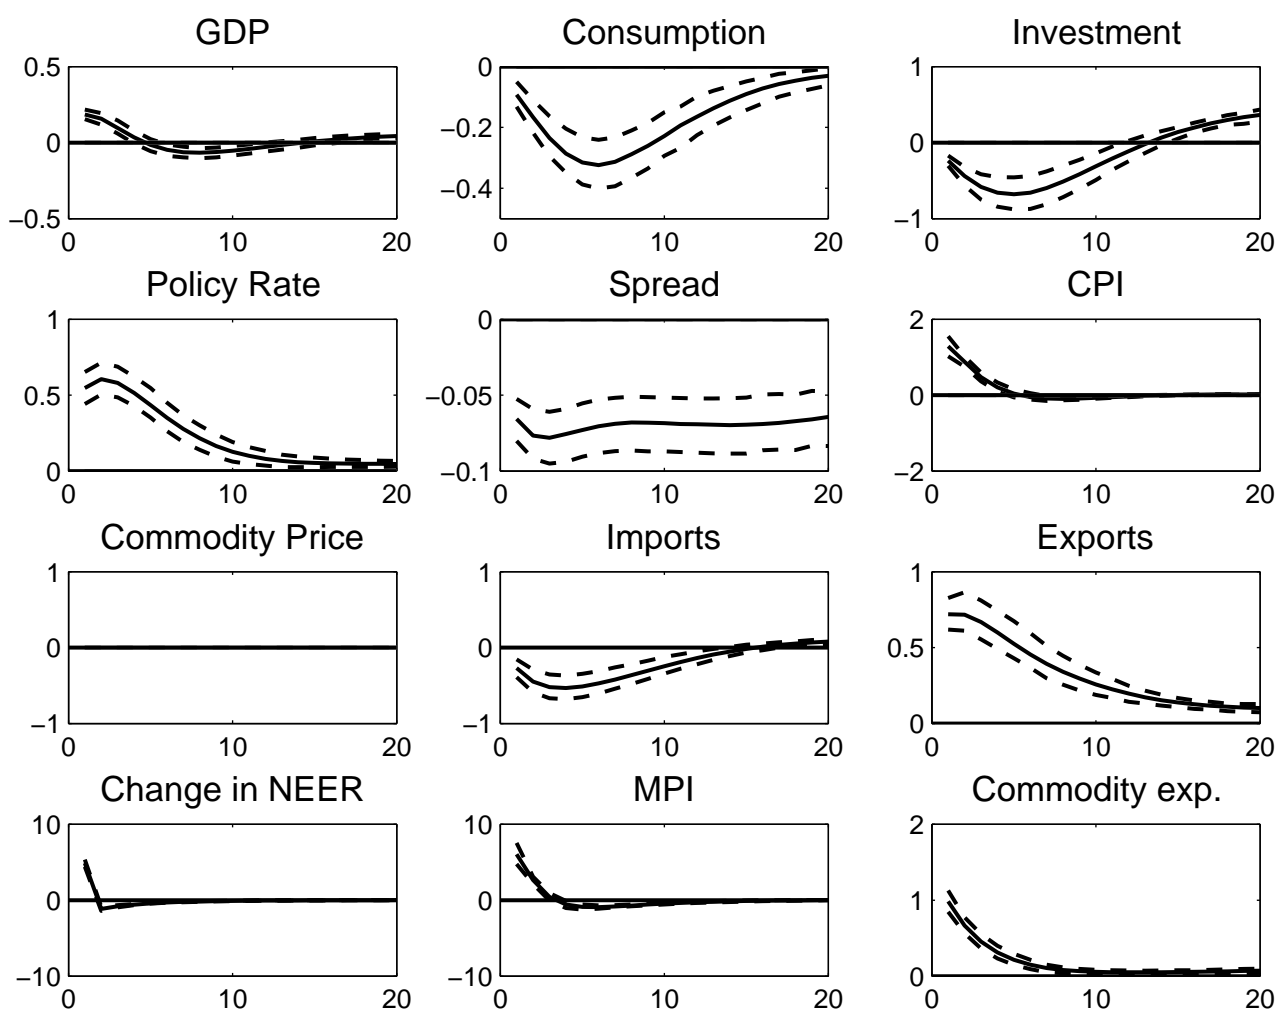 GDP Consumption Investment
0.5 0 1
0 −0.2 0
−0.4
−0.5 −1
0 10 20 0 10 20 0 10 20
Policy Rate Spread CPI
1 0 2
0.5 −0.05 0
0 −0.1 −2
0 10 20 0 10 20 0 10 20
Commodity Price Imports Exports
1 1 1
0 0 0.5
−1 −1 0
0 10 20 0 10 20 0 10 20
Change in NEER MPI Commodity exp.
10 10 2
0 0 1
−10 −10 0
0 10 20 0 10 20 0 10 20